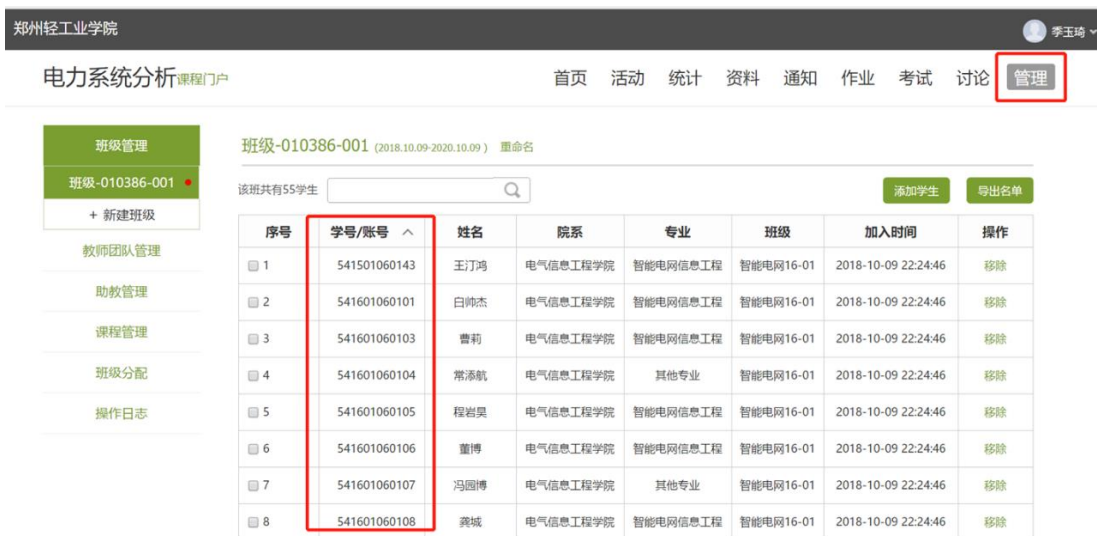 郑州轻工业学院 季玉琦
电力系统分析课程门户 首页 活动 统计 资料 通知 作业 考试 讨论 管理
班级管理 班级-010386-001 (2018.10.09-2020.10.09) 重命名
班级-010386-001 该班共有55学生 添加学生 导出名单
+ 新建班级
教师团队管理
助教管理
课程管理
班级分配
操作日志
序号 学号/账号 姓名 院系 专业 班级 加入时间 操作
1 541501060143 王汀鸿 电气信息工程学院 智能电网信息工程 智能电网16-01 2018-10-09 22:24:46 移除
2 541601060101 白帅杰 电气信息工程学院 智能电网信息工程 智能电网16-01 2018-10-09 22:24:46 移除
3 541601060103 曹莉 电气信息工程学院 智能电网信息工程 智能电网16-01 2018-10-09 22:24:46 移除
4 541601060104 常添航 电气信息工程学院 其他专业 智能电网16-01 2018-10-09 22:24:46 移除
5 541601060105 程岩昊 电气信息工程学院 智能电网信息工程 智能电网16-01 2018-10-09 22:24:46 移除
6 541601060106 董博 电气信息工程学院 智能电网信息工程 智能电网16-01 2018-10-09 22:24:46 移除
7 541601060107 冯园博 电气信息工程学院 其他专业 智能电网16-01 2018-10-09 22:24:46 移除
8 541601060108 龚城 电气信息工程学院 智能电网信息工程 智能电网16-01 2018-10-09 22:24:46 移除